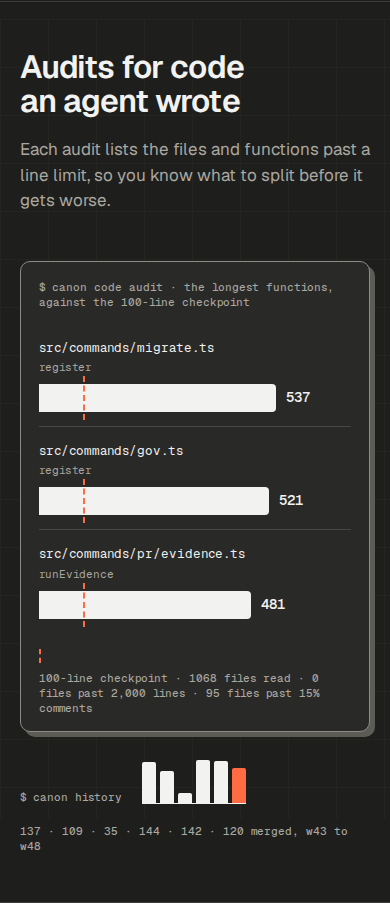 Audits for code
an agent wrote
Each audit lists the files and functions past a
line limit, so you know what to split before it
gets worse.
$ canon code audit · the longest functions,
against the 100-line checkpoint
src/commands/migrate.ts
register
537
src/commands/gov.ts
register
521
src/commands/pr/evidence.ts
runEvidence
481
100-line checkpoint · 1068 files read · 0
files past 2,000 lines · 95 files past 15%
comments
$ canon history
137 · 109 · 35 · 144 · 142 · 120 merged, w43 to
w48